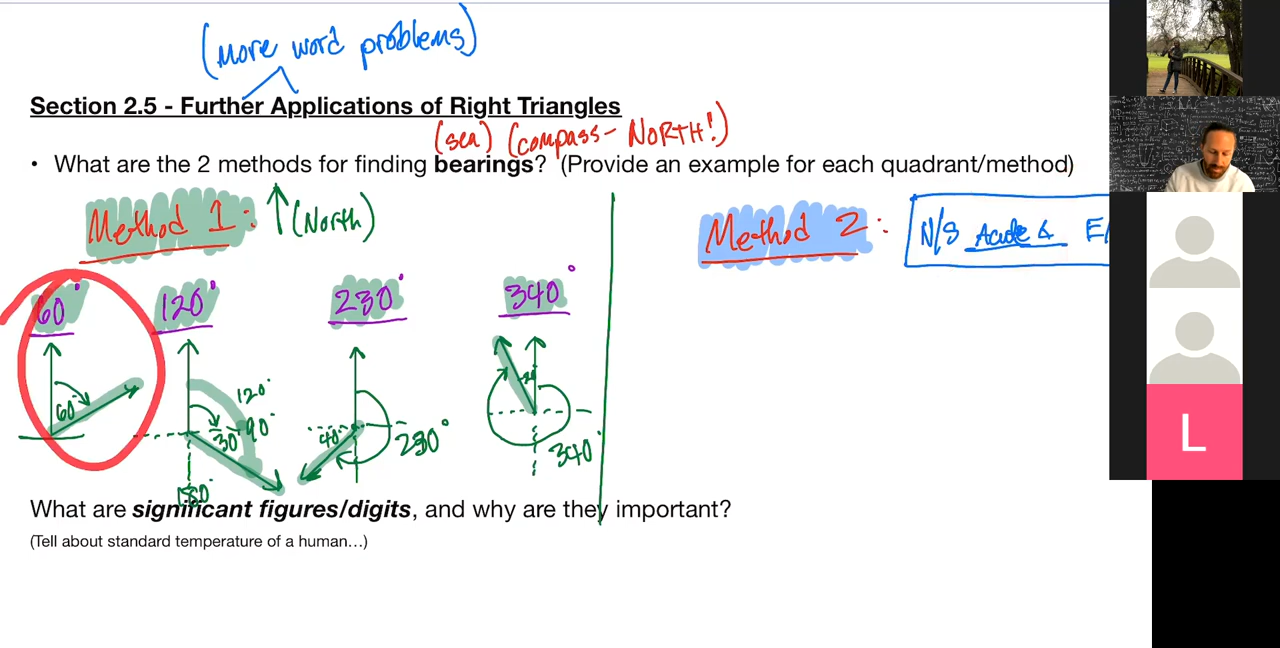 (more word problems)
Section 2.5 - Further Applications of Right Triangles
(sea) (compass - NORTH!)
• What are the 2 methods for finding bearings? (Provide an example for each quadrant/method)
Method 1: ↑ (North)
Method 2: N/S Acute ∡ E/
60° 120° 230° 340°
60° 120° 90° 30° 180°
40° 230°
340°
What are significant figures/digits, and why are they important?
(Tell about standard temperature of a human…)
L